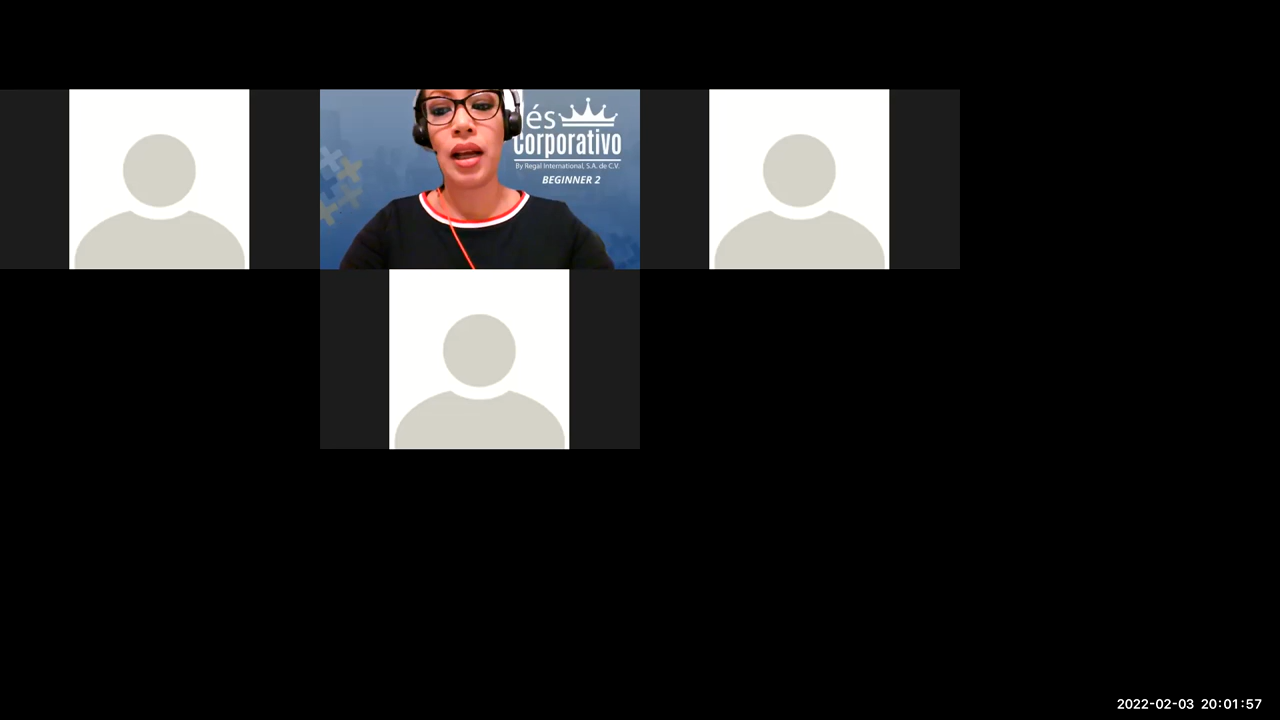 és
corporativo
By Regal International, S.A. de C.V.
BEGINNER 2
2022-02-03 20:01:57